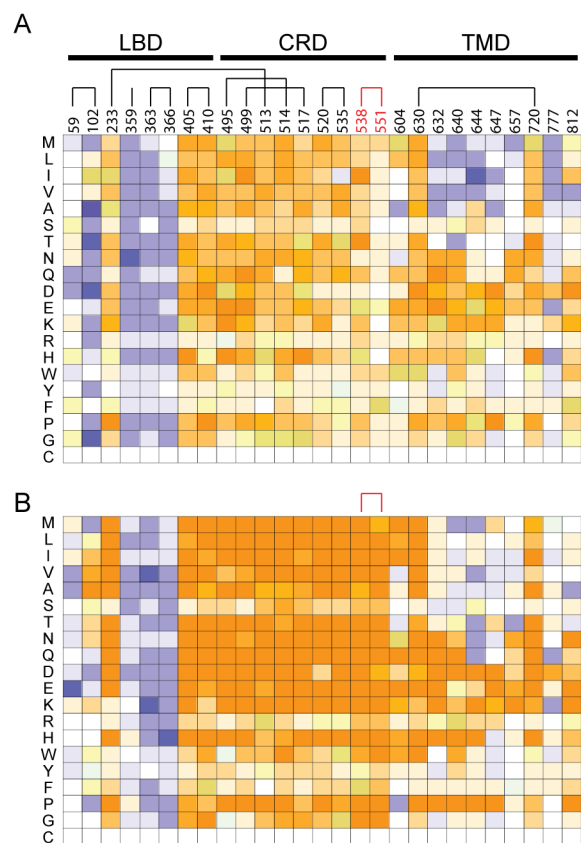 A
LBD CRD TMD
59 102 233 359 363 366 405 410 495 499 513 514 517 520 535 538 551 604 630 632 640 644 647 657 720 777 812
M
L
I
V
A
S
T
N
Q
D
E
K
R
H
W
Y
F
P
G
C
B
M
L
I
V
A
S
T
N
Q
D
E
K
R
H
W
Y
F
P
G
C